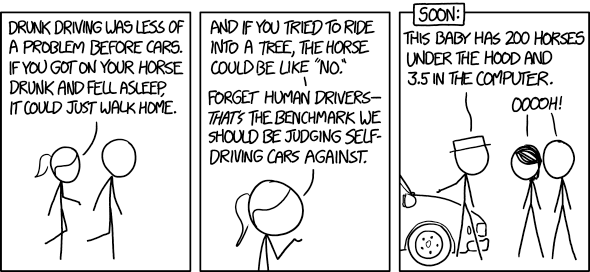 DRUNK DRIVING WAS LESS OF
A PROBLEM BEFORE CARS.
IF YOU GOT ON YOUR HORSE
DRUNK AND FELL ASLEEP,
IT COULD JUST WALK HOME.
AND IF YOU TRIED TO RIDE
INTO A TREE, THE HORSE
COULD BE LIKE "NO."
FORGET HUMAN DRIVERS—
THAT'S THE BENCHMARK WE
SHOULD BE JUDGING SELF-
DRIVING CARS AGAINST.
SOON:
THIS BABY HAS 200 HORSES
UNDER THE HOOD AND
3.5 IN THE COMPUTER.
OOOOH!